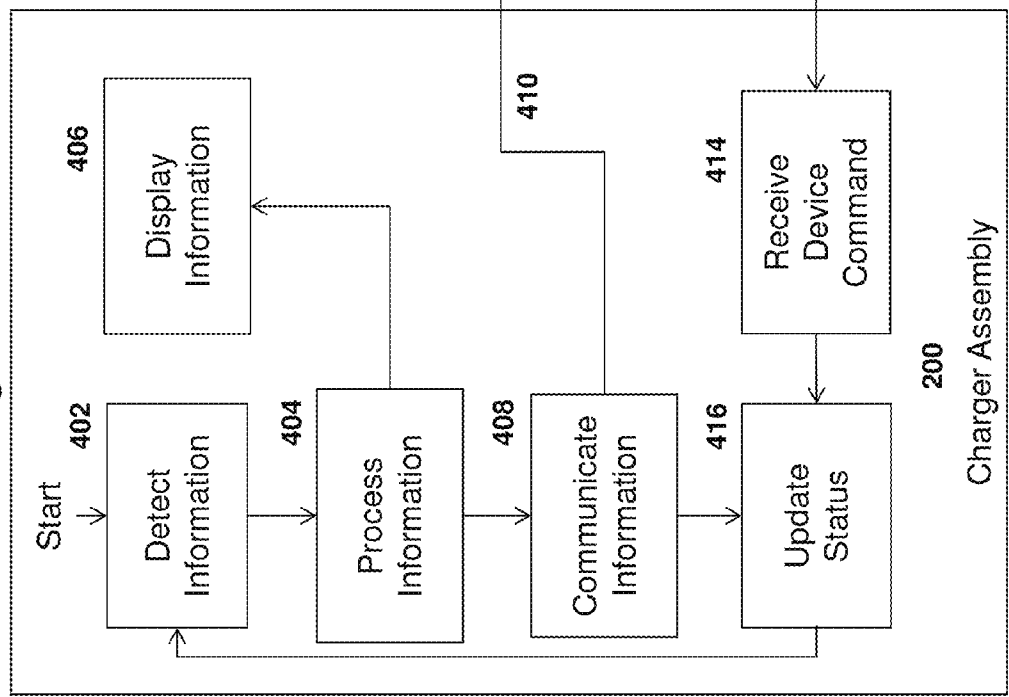 Start
402
Detect
Information
404
Process
Information
406
Display
Information
408
Communicate
Information
410
416
Update
Status
414
Receive
Device
Command
200
Charger Assembly